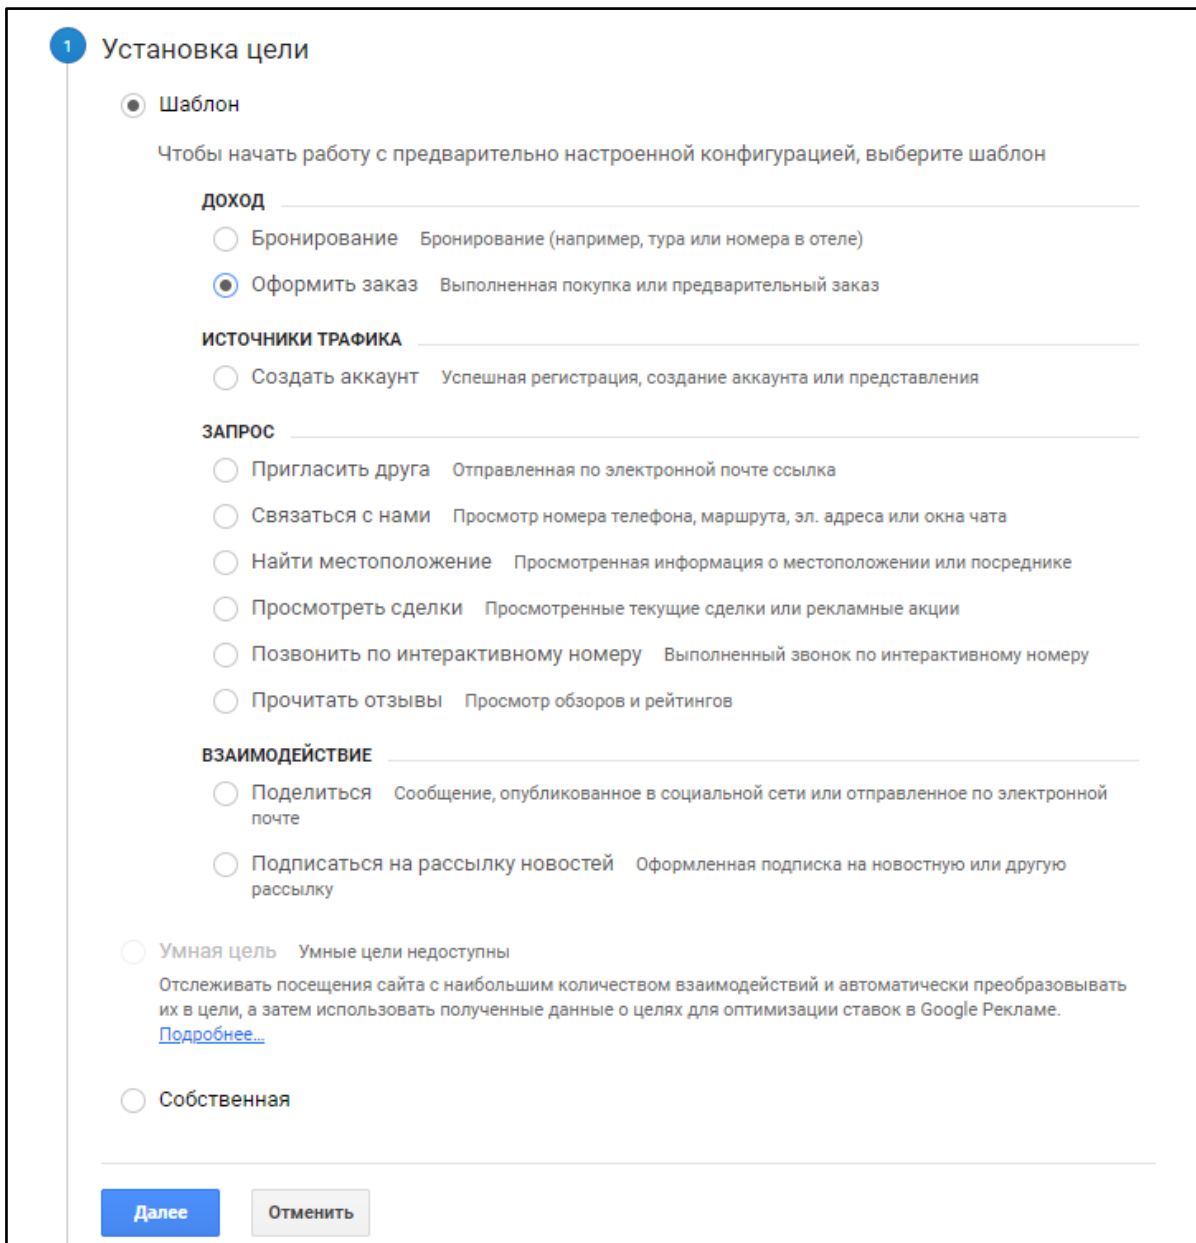 1 Установка цели
Шаблон
Чтобы начать работу с предварительно настроенной конфигурацией, выберите шаблон
ДОХОД
Бронирование Бронирование (например, тура или номера в отеле)
Оформить заказ Выполненная покупка или предварительный заказ
ИСТОЧНИКИ ТРАФИКА
Создать аккаунт Успешная регистрация, создание аккаунта или представления
ЗАПРОС
Пригласить друга Отправленная по электронной почте ссылка
Связаться с нами Просмотр номера телефона, маршрута, эл. адреса или окна чата
Найти местоположение Просмотренная информация о местоположении или посреднике
Просмотреть сделки Просмотренные текущие сделки или рекламные акции
Позвонить по интерактивному номеру Выполненный звонок по интерактивному номеру
Прочитать отзывы Просмотр обзоров и рейтингов
ВЗАИМОДЕЙСТВИЕ
Поделиться Сообщение, опубликованное в социальной сети или отправленное по электронной
почте
Подписаться на рассылку новостей Оформленная подписка на новостную или другую
рассылку
Умная цель Умные цели недоступны
Отслеживать посещения сайта с наибольшим количеством взаимодействий и автоматически преобразовывать
их в цели, а затем использовать полученные данные о целях для оптимизации ставок в Google Рекламе.
Подробнее...
Собственная
Далее Отменить